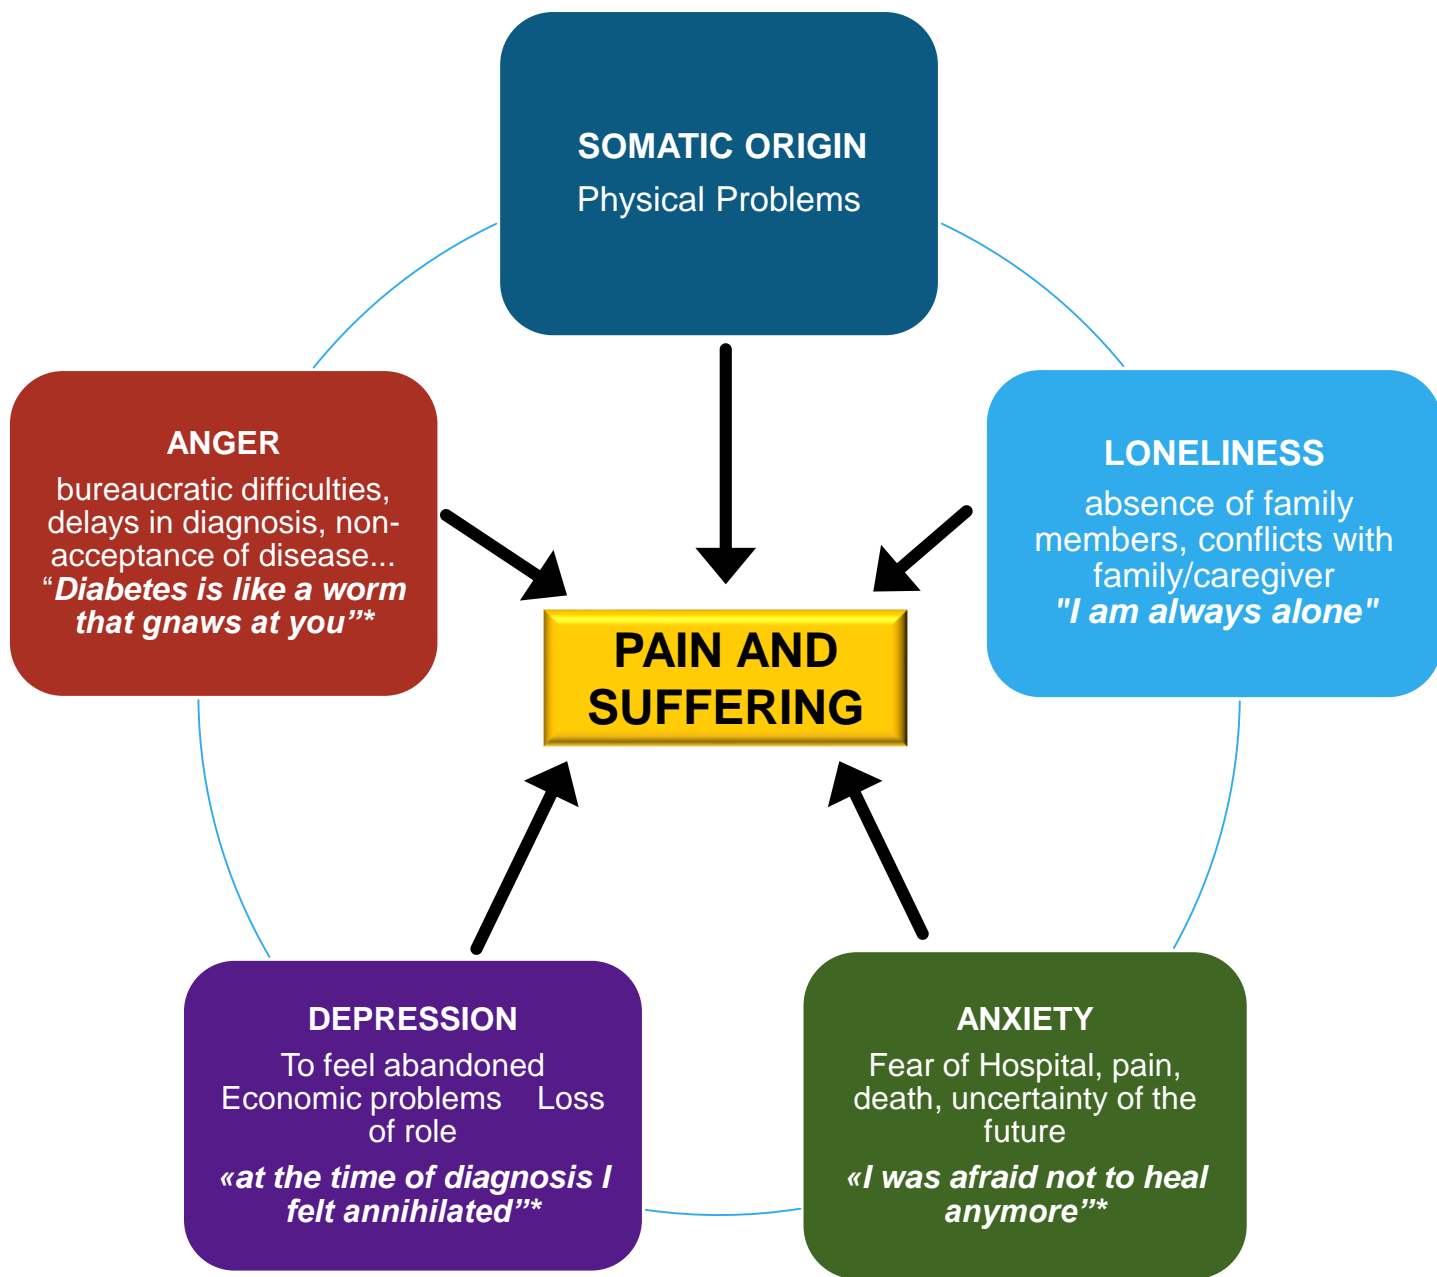 SOMATIC ORIGIN
Physical Problems
ANGER
bureaucratic difficulties,
delays in diagnosis, non-
acceptance of disease...
“Diabetes is like a worm
that gnaws at you”*
LONELINESS
absence of family
members, conflicts with
family/caregiver
"I am always alone"
PAIN AND
SUFFERING
DEPRESSION
To feel abandoned
Economic problems Loss
of role
«at the time of diagnosis I
felt annihilated”*
ANXIETY
Fear of Hospital, pain,
death, uncertainty of the
future
«I was afraid not to heal
anymore”*